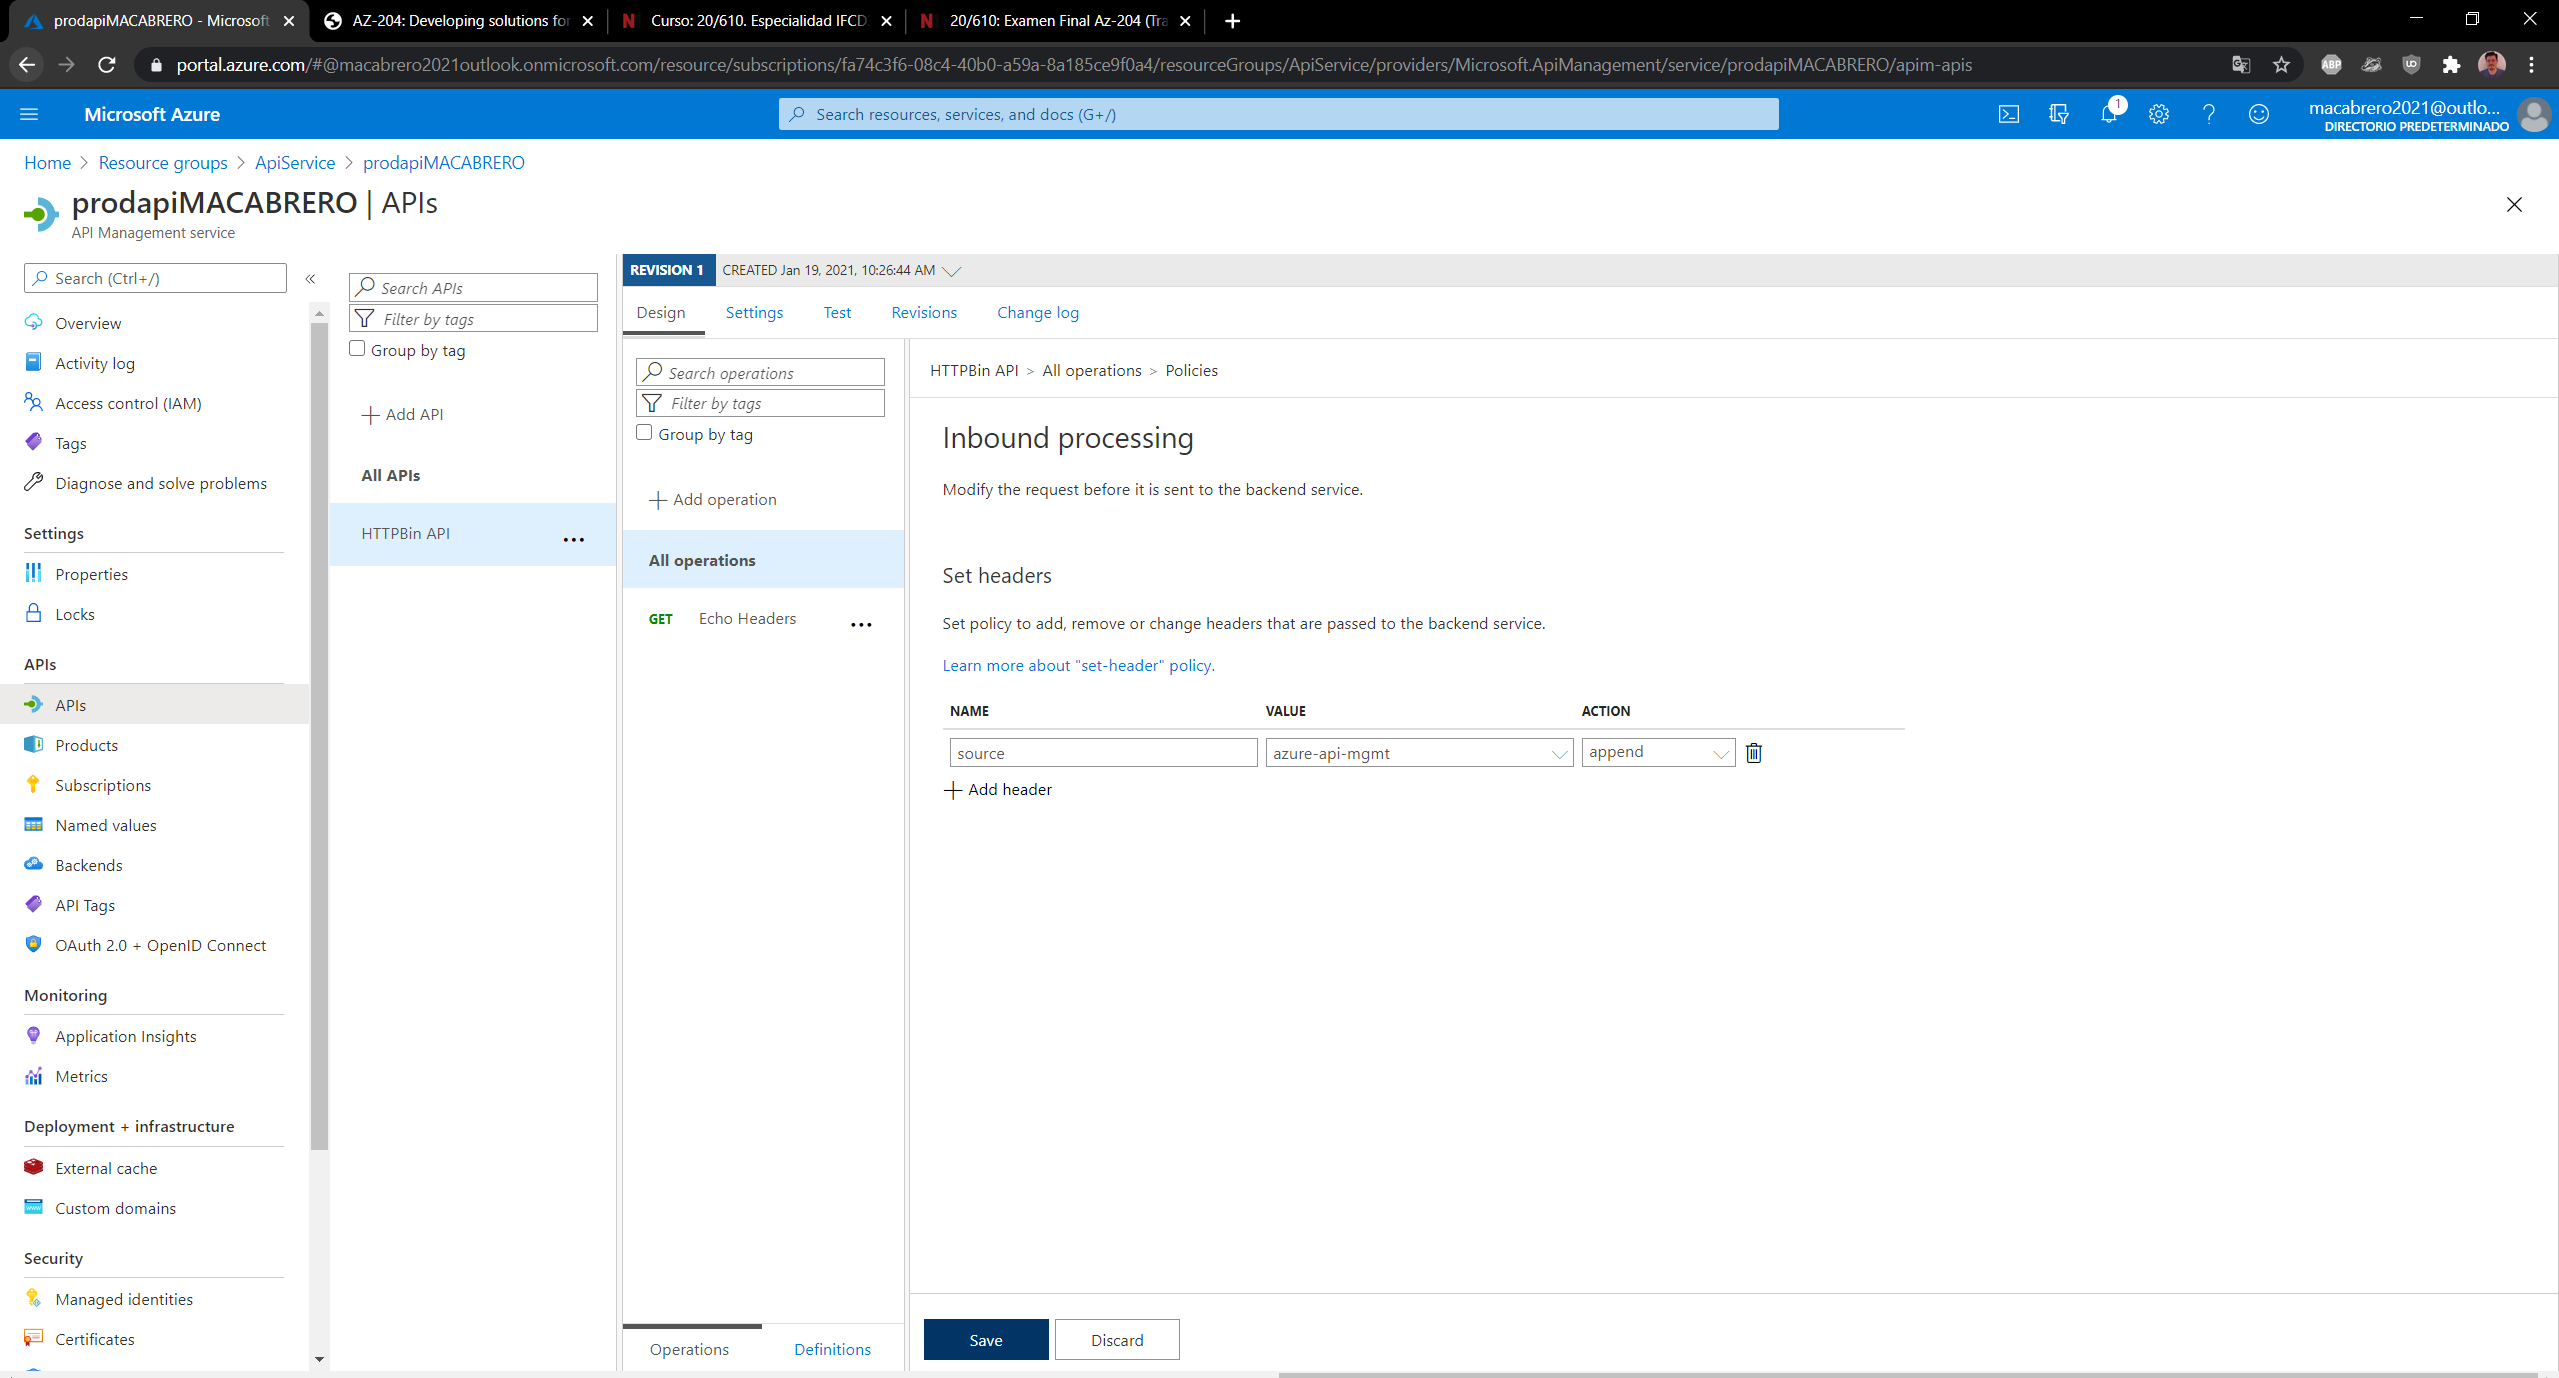 prodapiMACABRERO - Microsoft
AZ-204: Developing solutions for
Curso: 20/610. Especialidad IFCD
20/610: Examen Final Az-204 (Tra
portal.azure.com/#@macabrero2021outlook.onmicrosoft.com/resource/subscriptions/fa74c3f6-08c4-40b0-a59a-8a185ce9f0a4/resourceGroups/ApiService/providers/Microsoft.ApiManagement/service/prodapiMACABRERO/apim-apis
ABP
Microsoft Azure
Search resources, services, and docs (G+/)
1
macabrero2021@outlo...
DIRECTORIO PREDETERMINADO
Home > Resource groups > ApiService > prodapiMACABRERO
prodapiMACABRERO | APIs
API Management service
Search (Ctrl+/)
«
Overview
Activity log
Access control (IAM)
Tags
Diagnose and solve problems
Settings
Properties
Locks
APIs
APIs
Products
Subscriptions
Named values
Backends
API Tags
OAuth 2.0 + OpenID Connect
Monitoring
Application Insights
Metrics
Deployment + infrastructure
External cache
Custom domains
Security
Managed identities
Certificates
Search APIs
Filter by tags
Group by tag
+ Add API
All APIs
HTTPBin API
...
REVISION 1
CREATED Jan 19, 2021, 10:26:44 AM
Design
Settings
Test
Revisions
Change log
Search operations
Filter by tags
Group by tag
+ Add operation
All operations
GET Echo Headers
...
Operations
Definitions
HTTPBin API > All operations > Policies
Inbound processing
Modify the request before it is sent to the backend service.
Set headers
Set policy to add, remove or change headers that are passed to the backend service.
Learn more about "set-header" policy.
NAME VALUE ACTION
source azure-api-mgmt append
+ Add header
Save
Discard